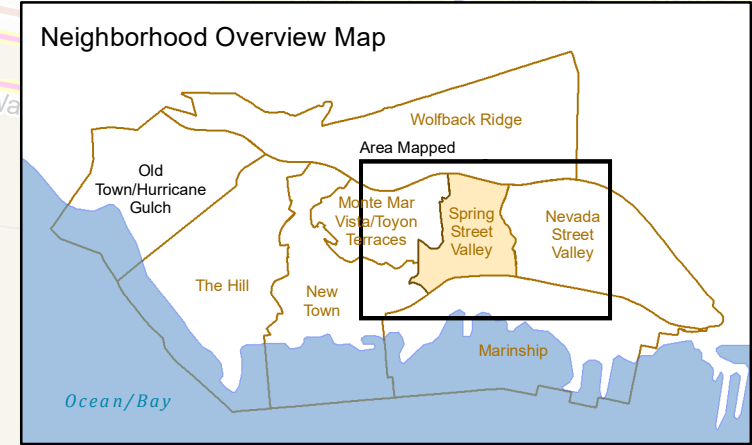 Neighborhood Overview Map
Wolfback Ridge
Area Mapped
Old
Town/Hurricane
Gulch
Monte Mar
Vista/Toyon
Terraces
Spring
Street
Valley
Nevada
Street
Valley
The Hill
New
Town
Marinship
Ocean/Bay